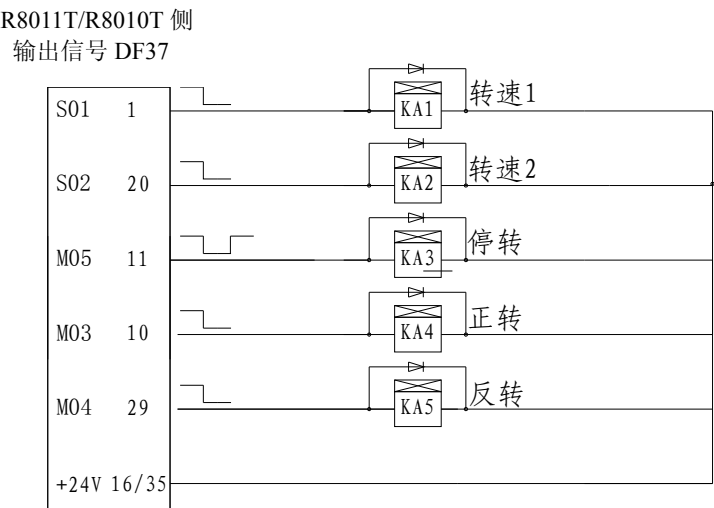 R8011T/R8010T 侧
输出信号 DF37
S01 1 KA1 转速1
S02 20 KA2 转速2
M05 11 KA3 停转
M03 10 KA4 正转
M04 29 KA5 反转
+24V 16/35